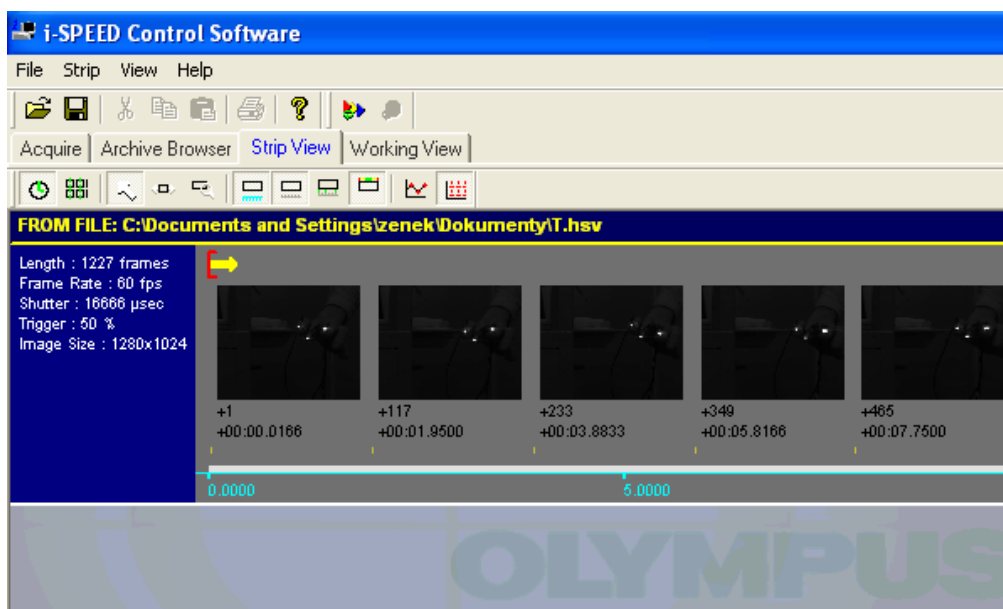 i-SPEED Control Software
File Strip View Help
Acquire Archive Browser Strip View Working View
FROM FILE: C:\Documents and Settings\zenek\Dokumenty\T.hsv
Length : 1227 frames
Frame Rate : 60 fps
Shutter : 16666 µsec
Trigger : 50 %
Image Size : 1280x1024
+1 +117 +233 +349 +465
+00:00.0166 +00:01.9500 +00:03.8833 +00:05.8166 +00:07.7500
0.0000 5.0000
OLYMPUS